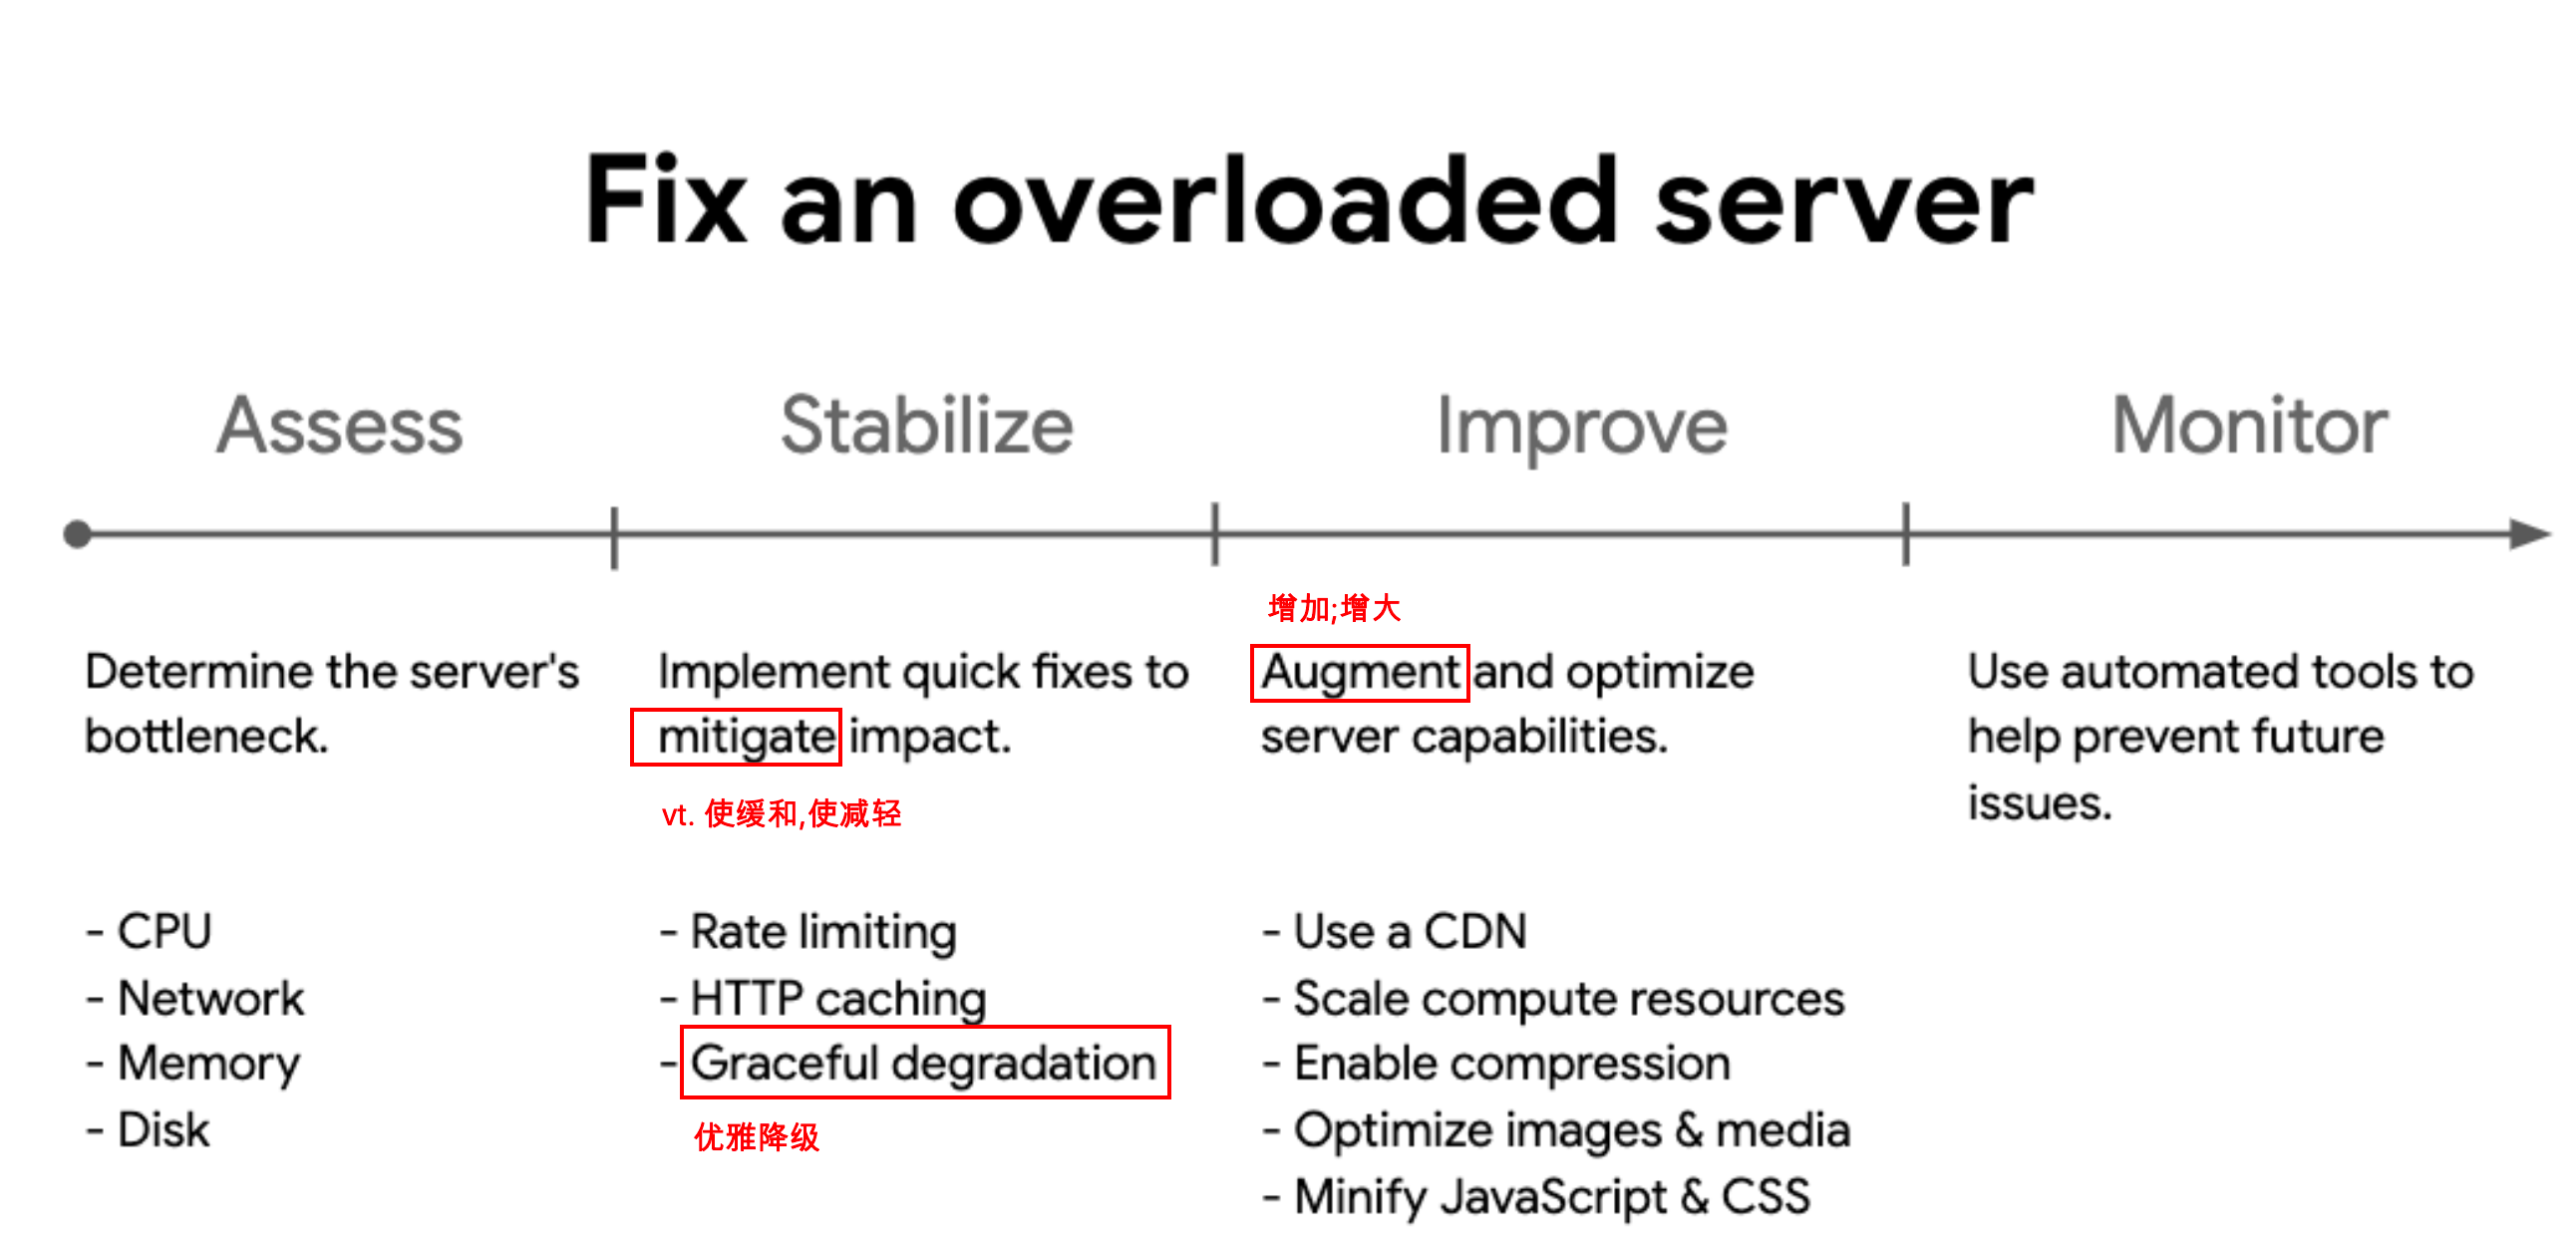 Fix an overloaded server
Assess
Stabilize
Improve
Monitor
Determine the server's
bottleneck.
- CPU
- Network
- Memory
- Disk
Implement quick fixes to
mitigate impact.
vt. 使缓和,使减轻
- Rate limiting
- HTTP caching
- Graceful degradation
优雅降级
增加;增大
Augment and optimize
server capabilities.
- Use a CDN
- Scale compute resources
- Enable compression
- Optimize images & media
- Minify JavaScript & CSS
Use automated tools to
help prevent future
issues.